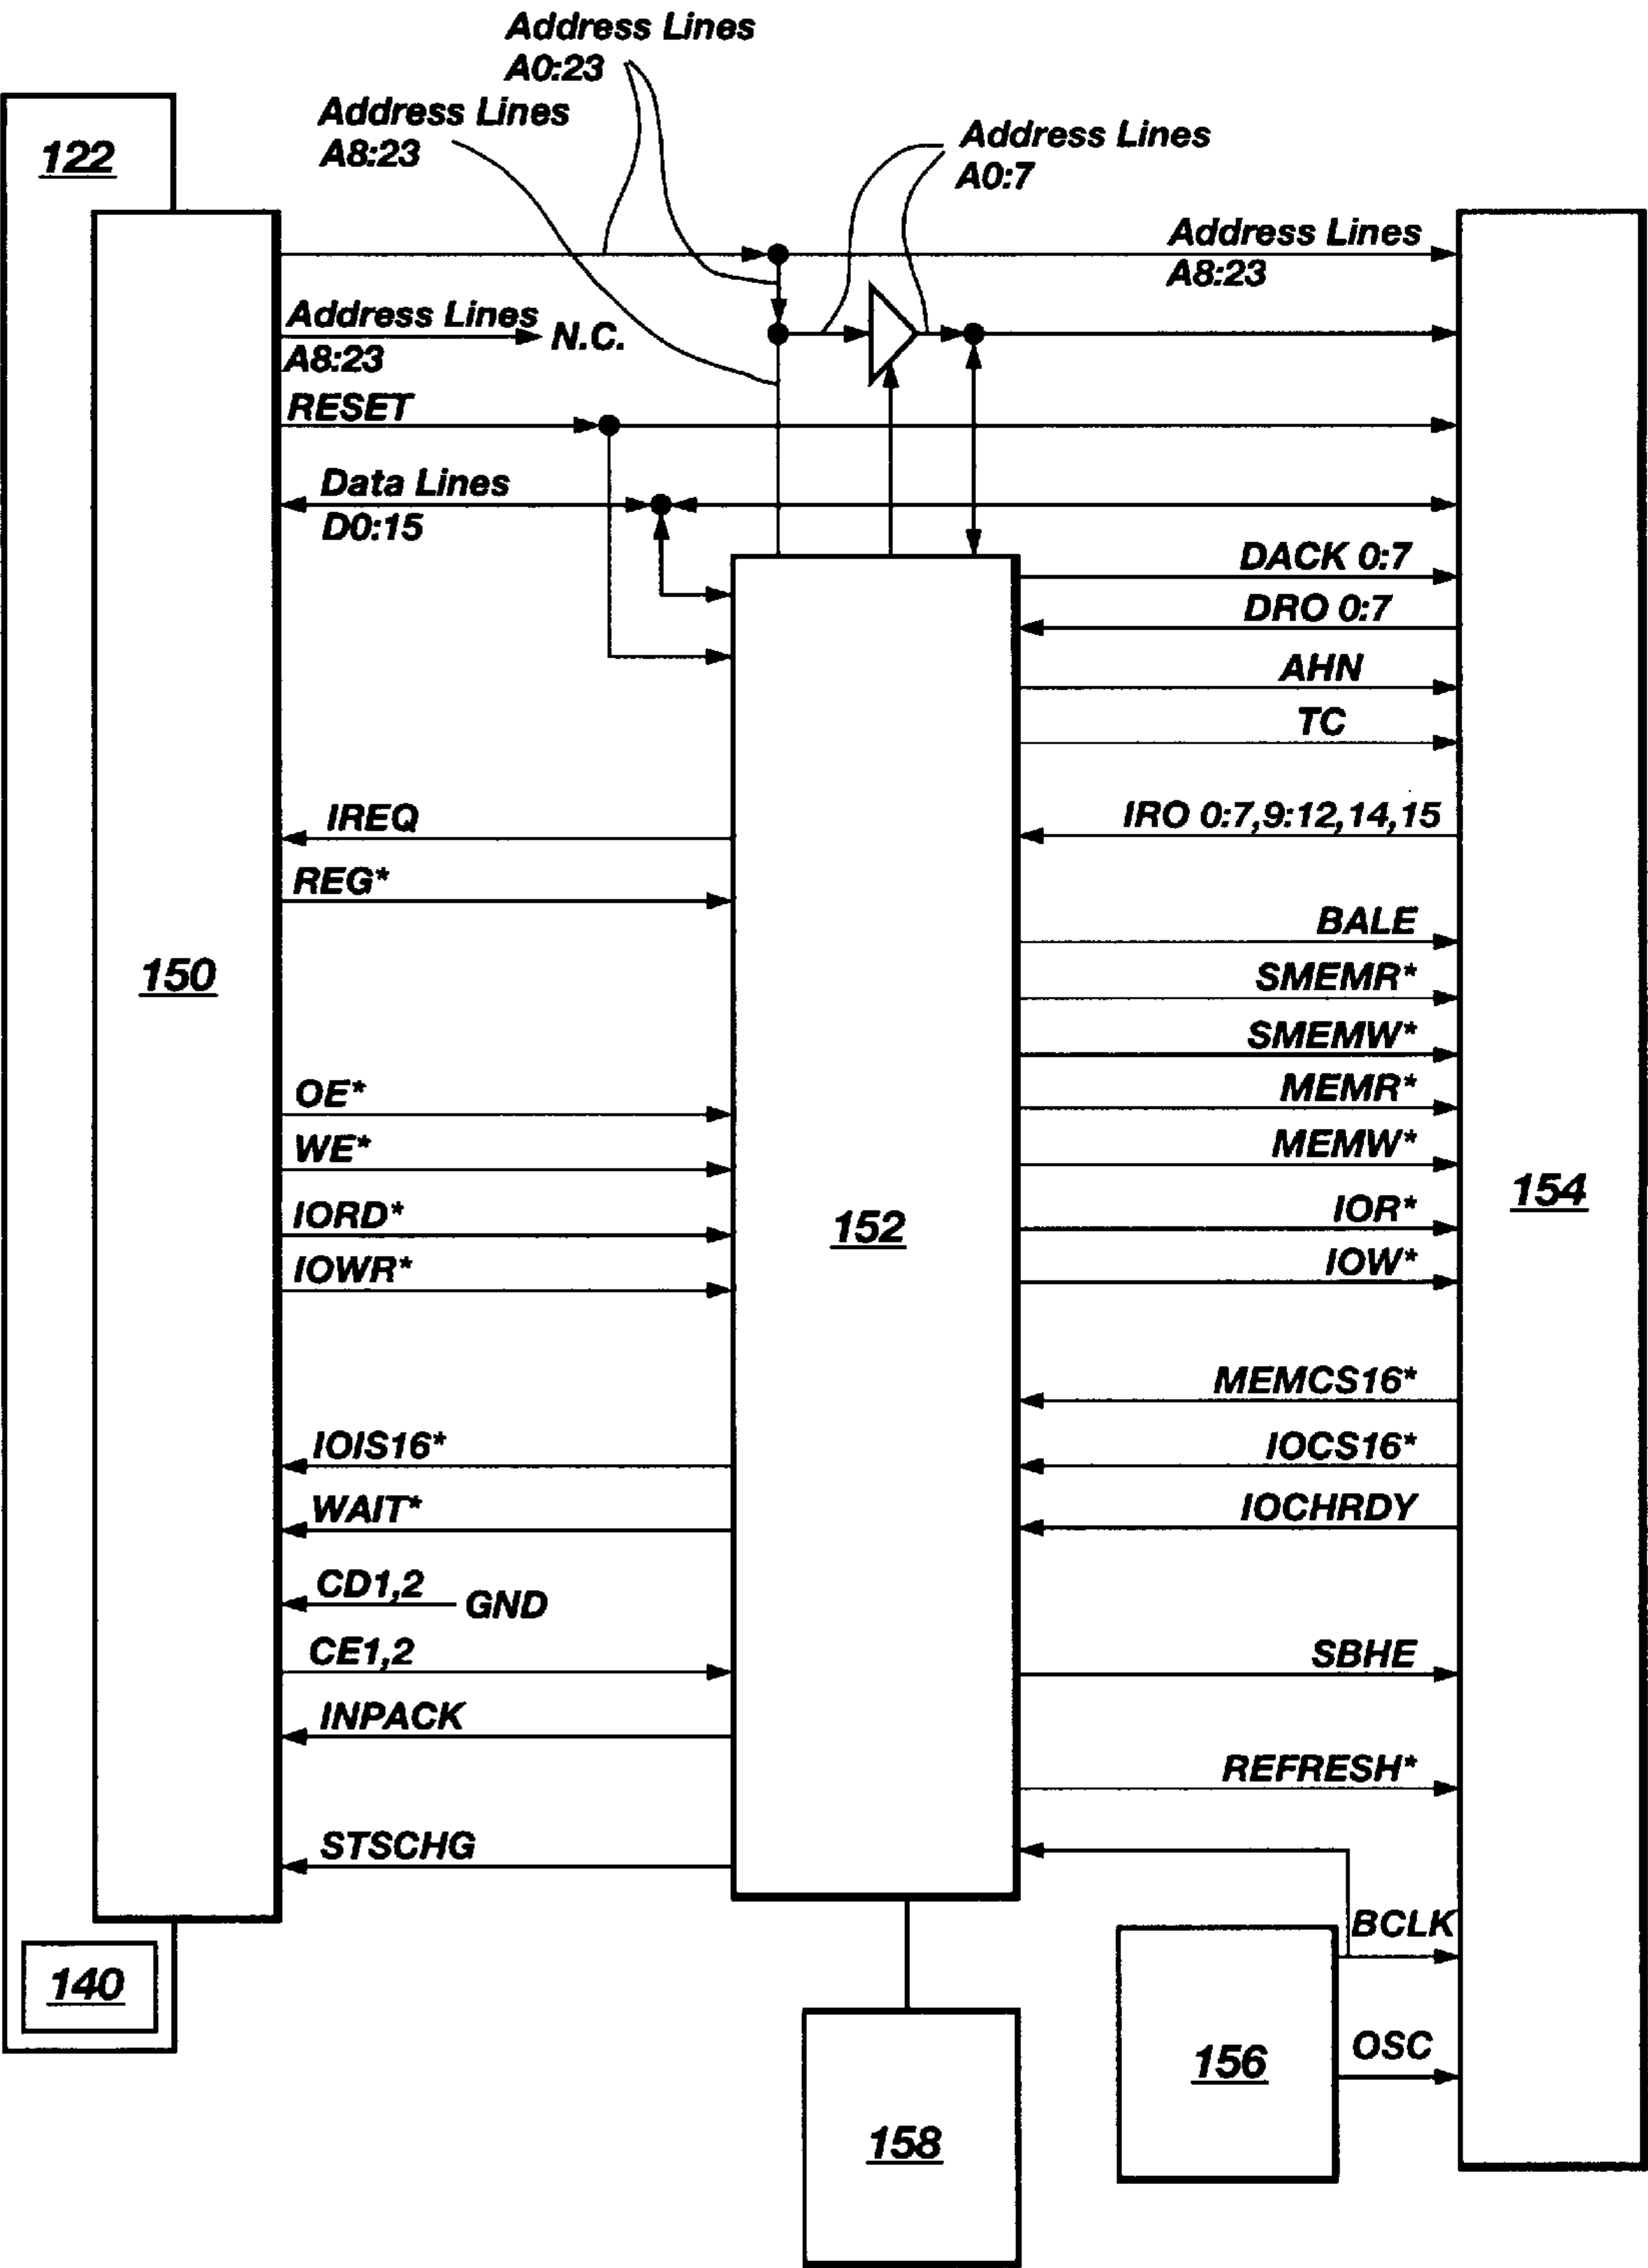 Address Lines
A0:23
Address Lines
A8:23
Address Lines
A0:7
122
Address Lines
A8:23
Address Lines
A8:23
N.C.
RESET
Data Lines
D0:15
DACK 0:7
DRO 0:7
AHN
TC
IREQ
IRO 0:7,9:12,14,15
REG*
BALE
150
SMEMR*
SMEMW*
OE*
MEMR*
WE*
MEMW*
154
IORD*
152
IOR*
IOWR*
IOW*
MEMCS16*
IOIS16*
IOCS16*
WAIT*
IOCHRDY
CD1,2
GND
CE1,2
SBHE
INPACK
REFRESH*
STSCHG
BCLK
140
OSC
156
158